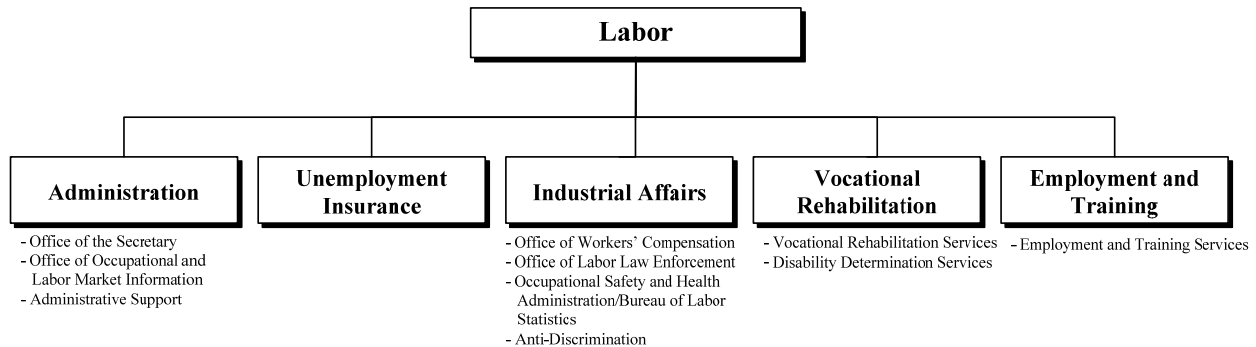 Labor
Administration
- Office of the Secretary
- Office of Occupational and
Labor Market Information
- Administrative Support
Unemployment
Insurance
Industrial Affairs
- Office of Workers’ Compensation
- Office of Labor Law Enforcement
- Occupational Safety and Health
Administration/Bureau of Labor
Statistics
- Anti-Discrimination
Vocational
Rehabilitation
- Vocational Rehabilitation Services
- Disability Determination Services
Employment and
Training
- Employment and Training Services